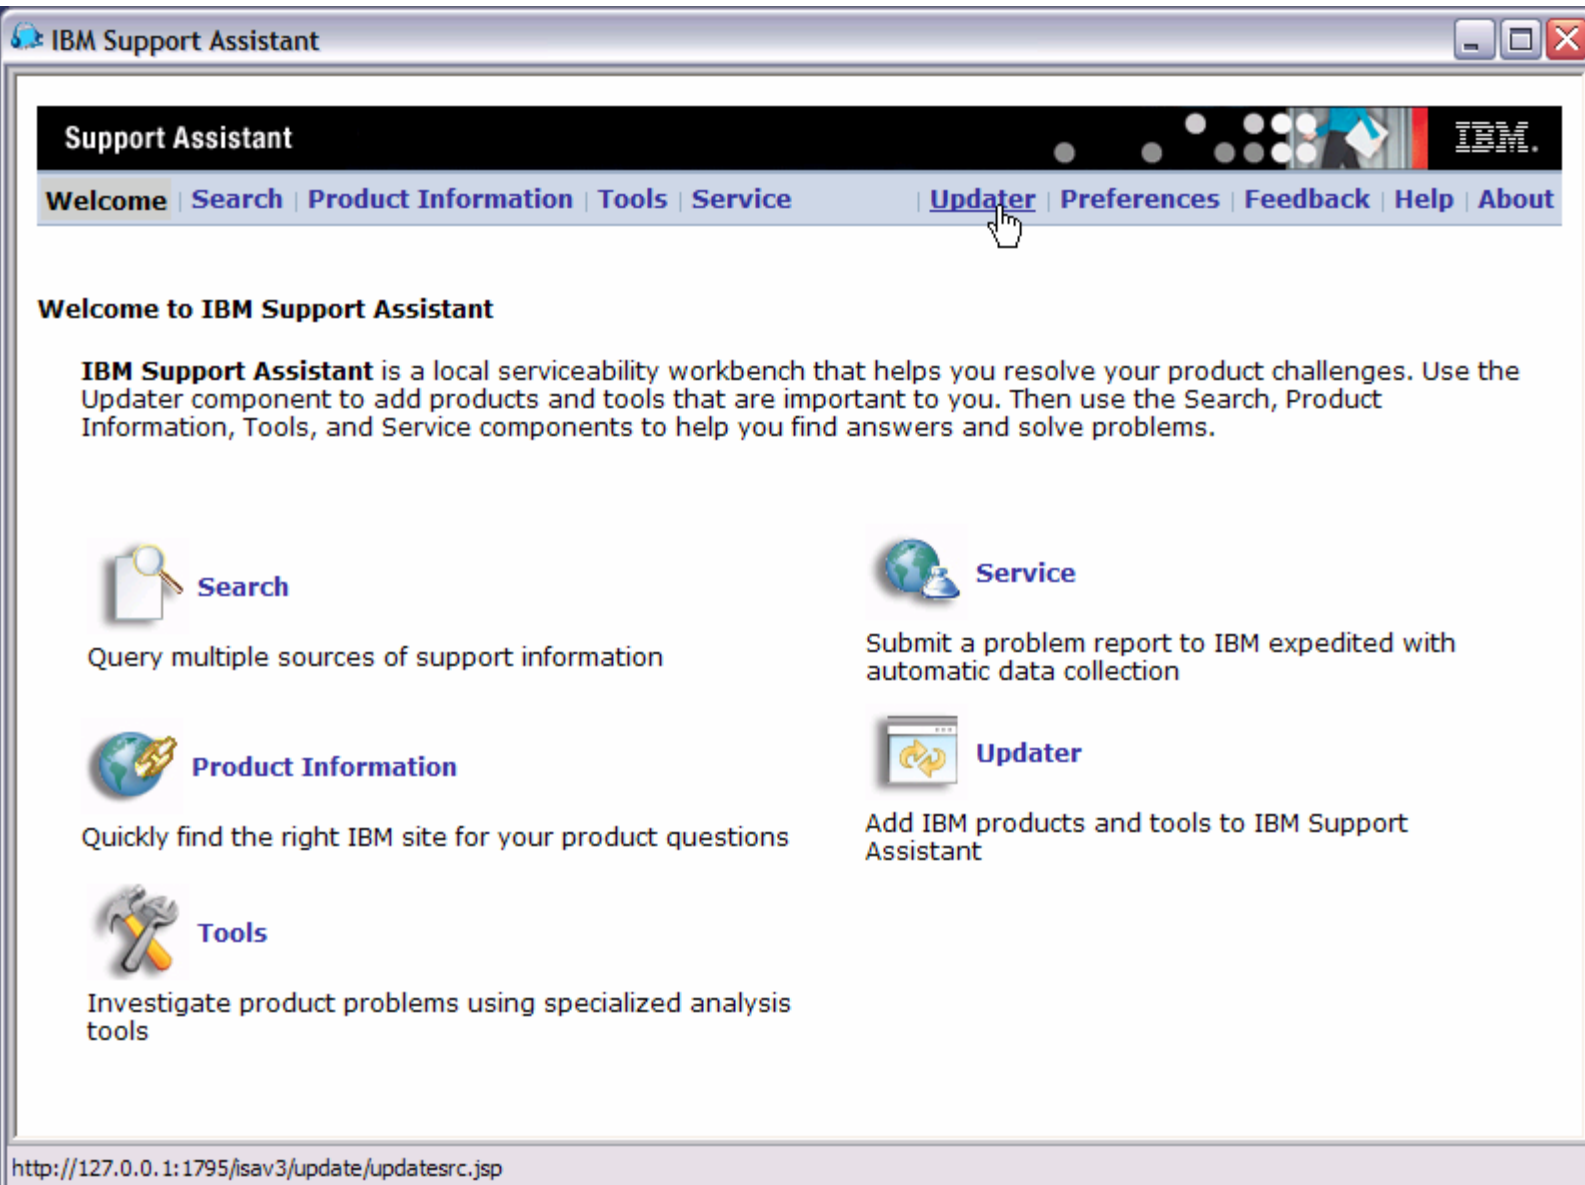 IBM Support Assistant
Support Assistant
IBM.
Welcome | Search | Product Information | Tools | Service | Updater | Preferences | Feedback | Help | About
Welcome to IBM Support Assistant
IBM Support Assistant is a local serviceability workbench that helps you resolve your product challenges. Use the
Updater component to add products and tools that are important to you. Then use the Search, Product
Information, Tools, and Service components to help you find answers and solve problems.
Search
Query multiple sources of support information
Service
Submit a problem report to IBM expedited with
automatic data collection
Product Information
Quickly find the right IBM site for your product questions
Updater
Add IBM products and tools to IBM Support
Assistant
Tools
Investigate product problems using specialized analysis
tools
http://127.0.0.1:1795/isav3/update/updatesrc.jsp